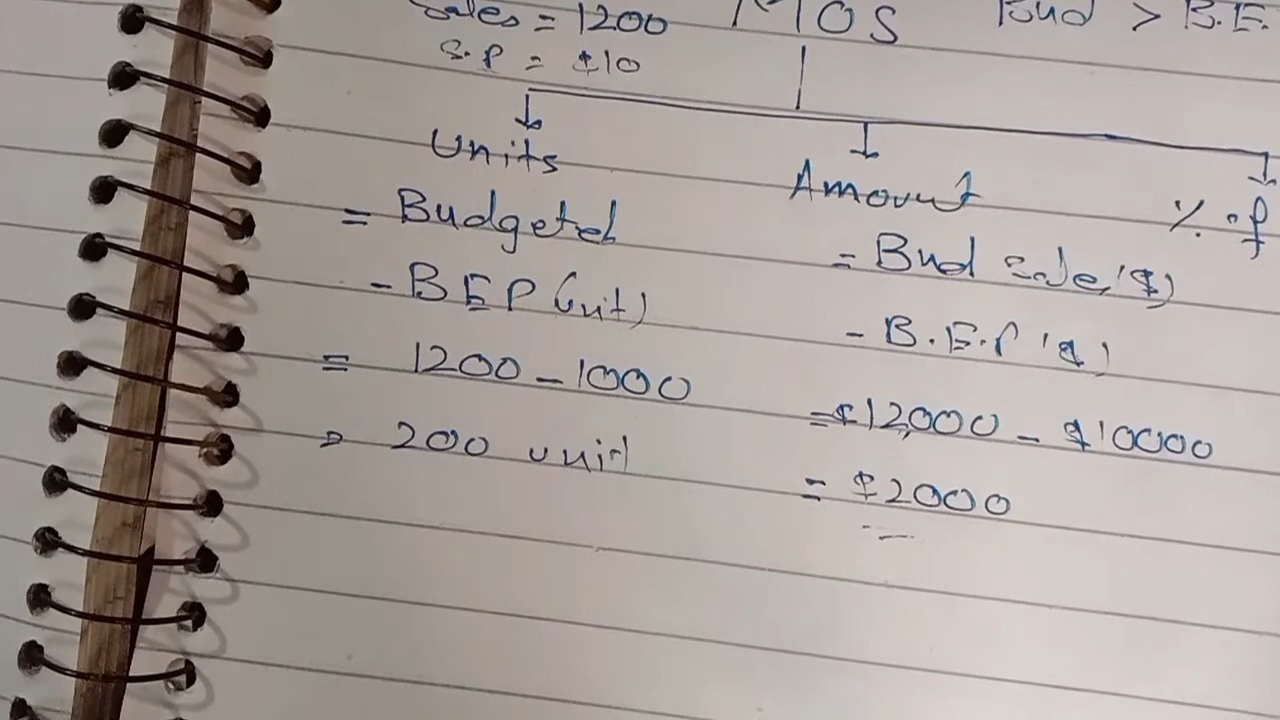 Sales = 1200 MOS Bud > B.E.
S.P = $10
Units Amount % of
= Budgeted = Bud sales ($)
- BEP (unit) - B.E.P ($)
= 1200 - 1000 = $12,000 - $10000
= 200 unit = $2000